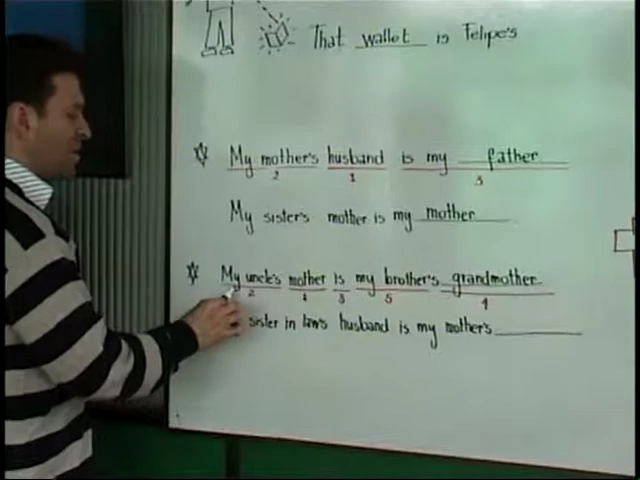 That wallet is Felipe's
My mother's husband is my father
2 1 3
My sister's mother is my mother
My uncle's mother is my brother's grandmother
2 1 3 5 4
sister in law's husband is my mother's